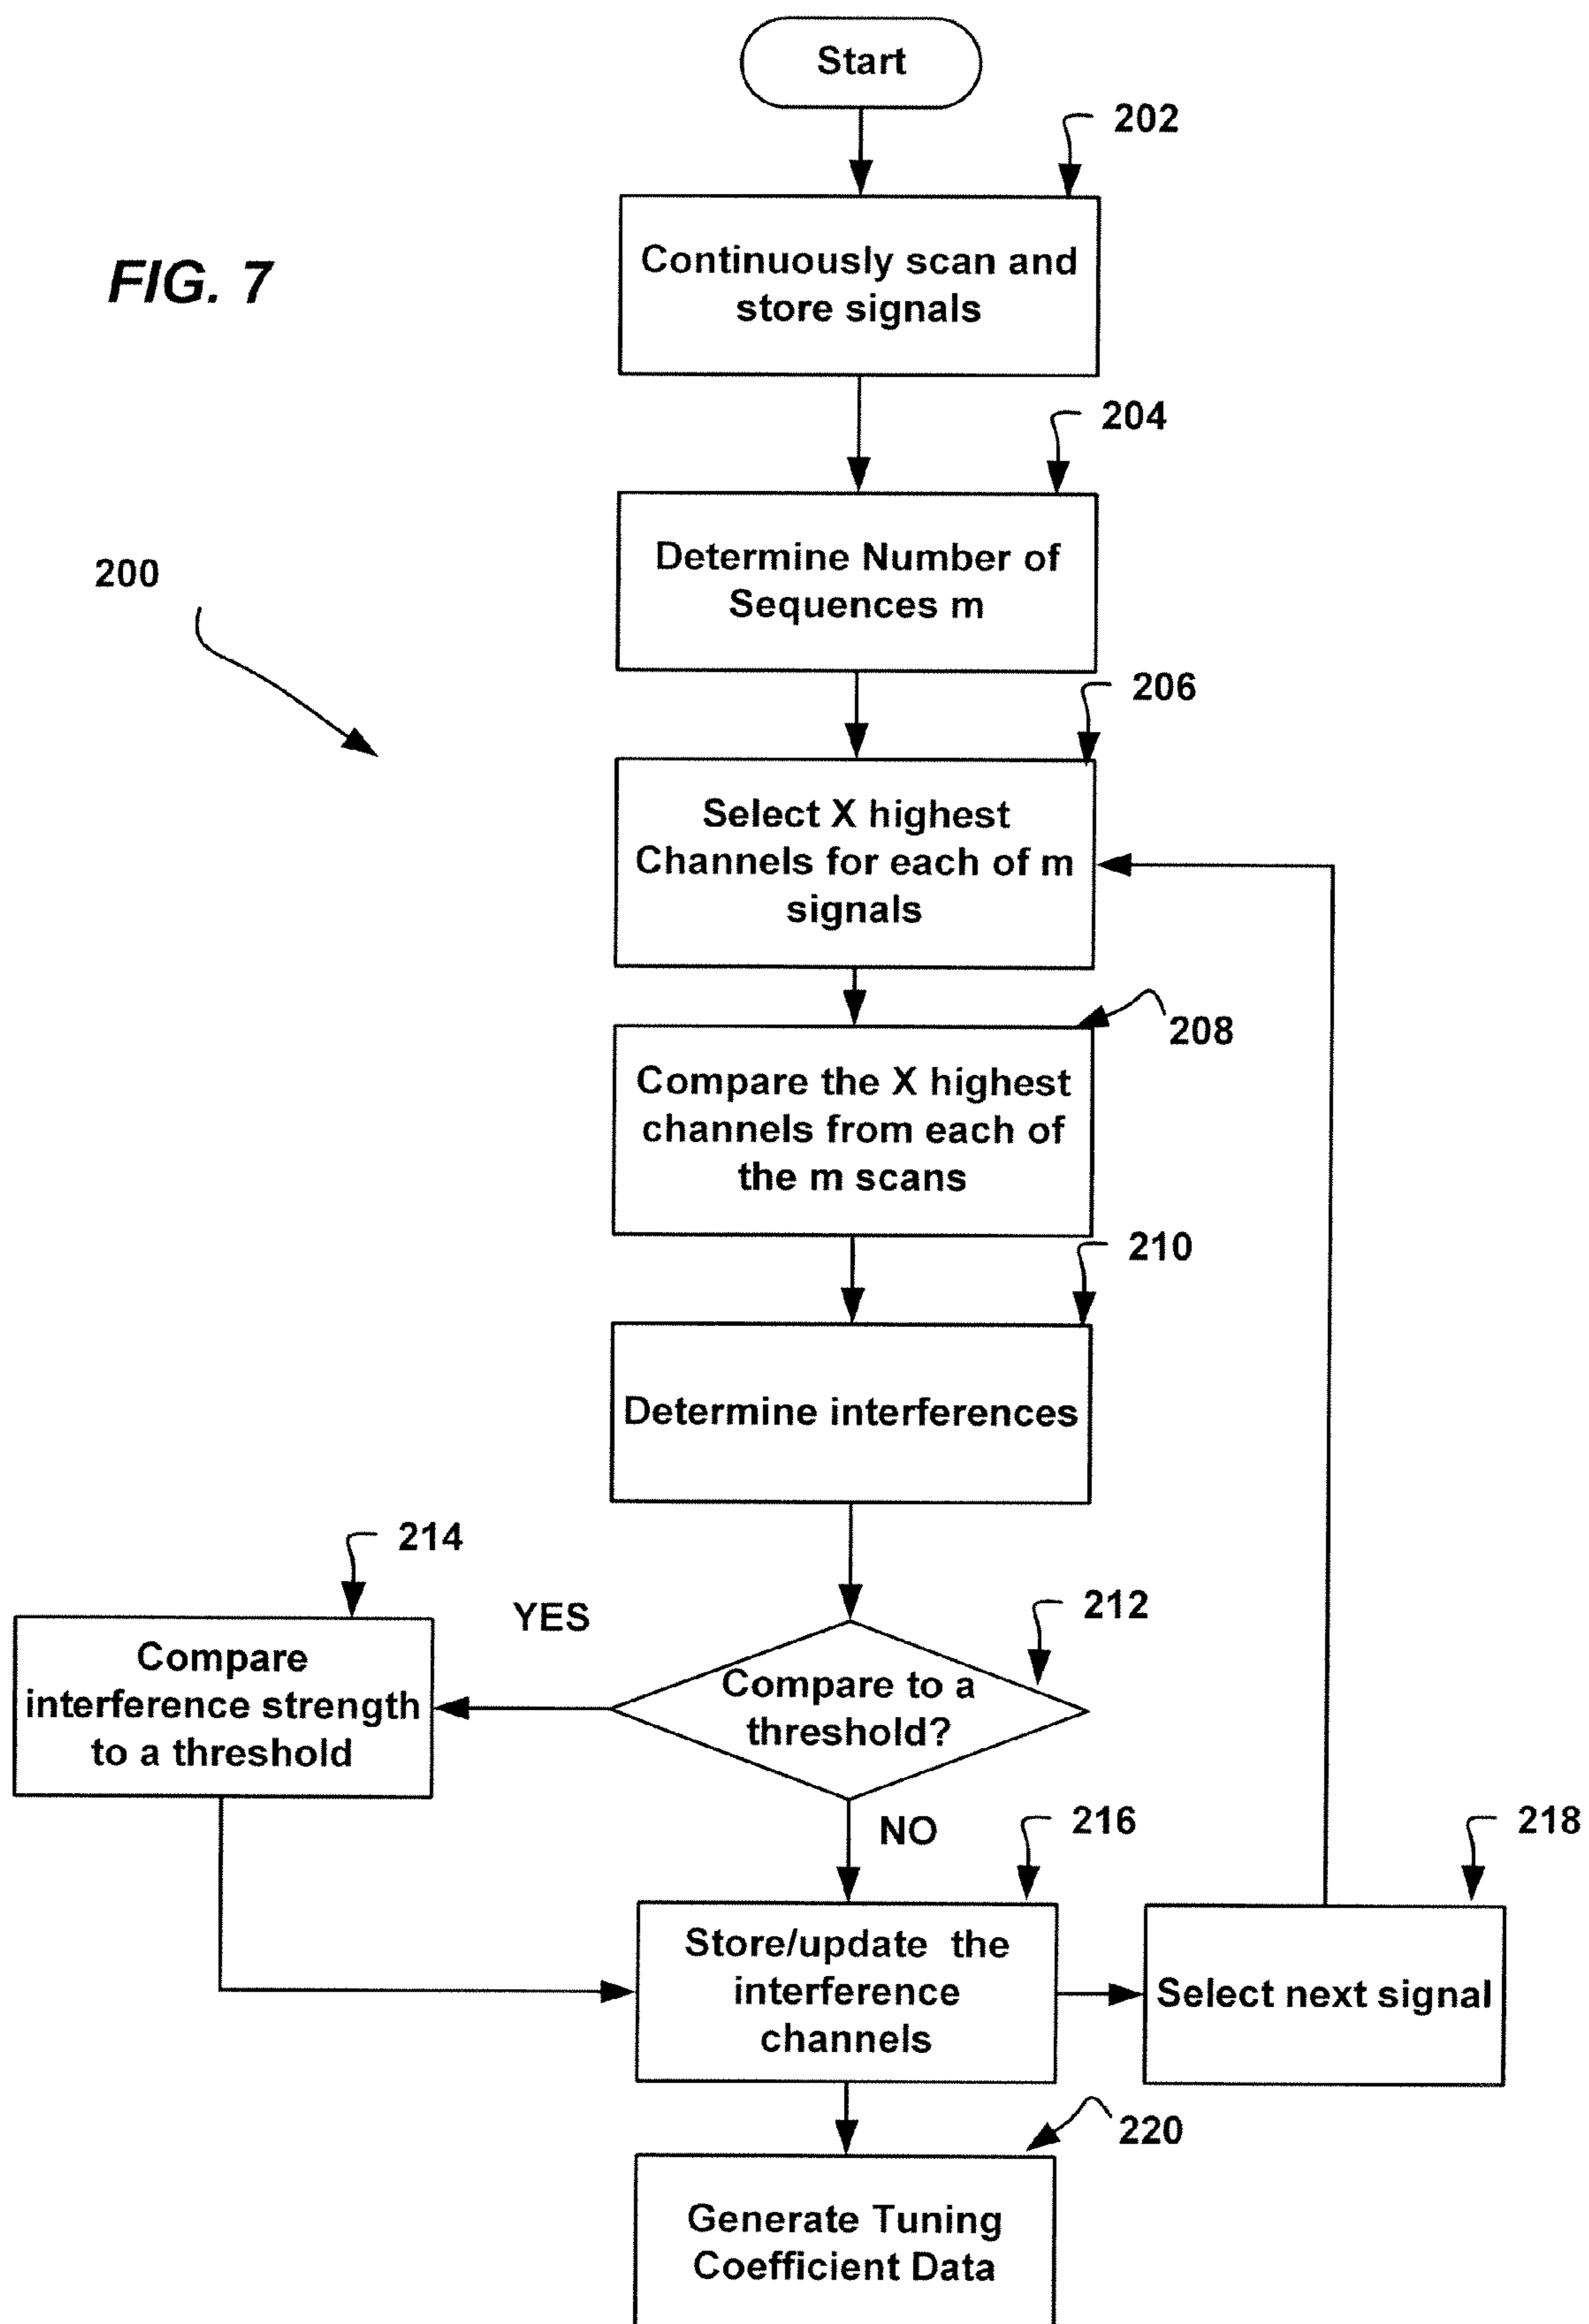 Start
202
Continuously scan and
store signals
FIG. 7
204
Determine Number of
Sequences m
200
206
Select X highest
Channels for each of m
signals
208
Compare the X highest
channels from each of
the m scans
210
Determine interferences
214
YES
212
Compare
interference strength
to a threshold
Compare to a
threshold?
NO
216
218
Store/update the
interference
channels
Select next signal
220
Generate Tuning
Coefficient Data